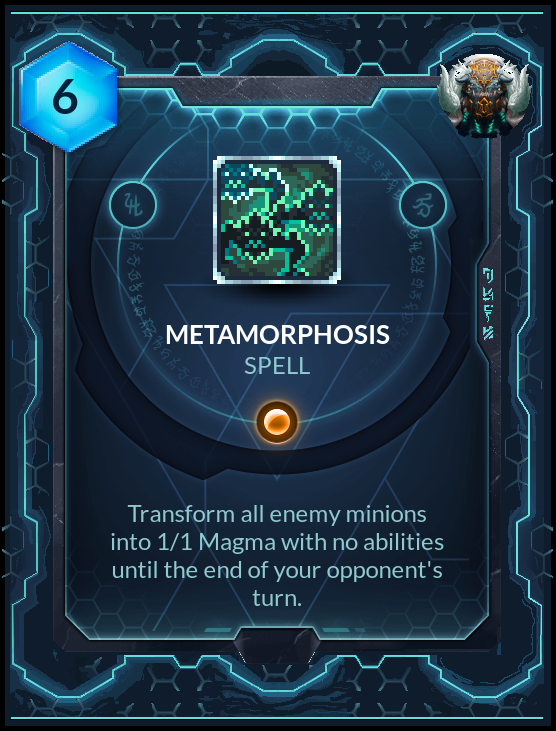 6
METAMORPHOSIS
SPELL
Transform all enemy minions
into 1/1 Magma with no abilities
until the end of your opponent's
turn.